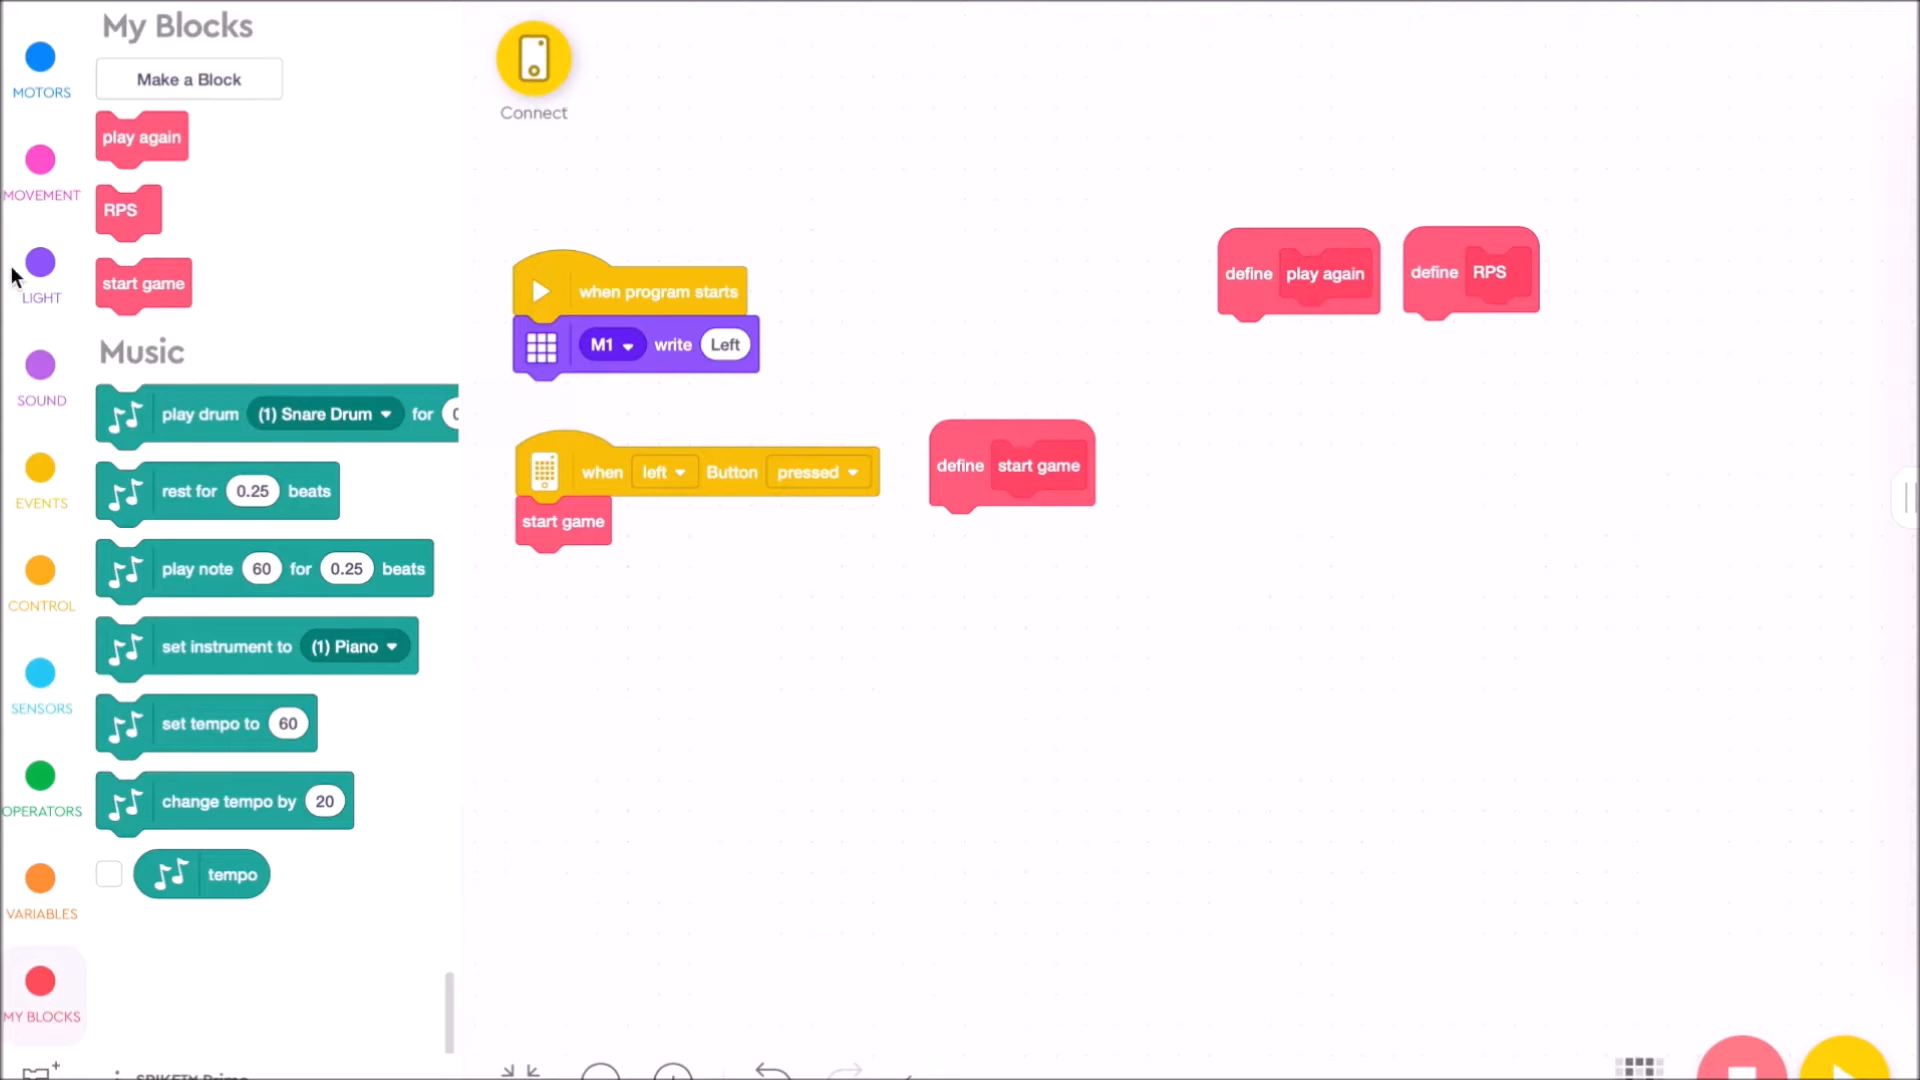 My Blocks
Make a Block
play again
RPS
start game
Music
play drum (1) Snare Drum for
rest for 0.25 beats
play note 60 for 0.25 beats
set instrument to (1) Piano
set tempo to 60
change tempo by 20
tempo
MOTORS
MOVEMENT
LIGHT
SOUND
EVENTS
CONTROL
SENSORS
OPERATORS
VARIABLES
MY BLOCKS
Connect
when program starts
M1 write Left
when left Button pressed
start game
define start game
define play again
define RPS